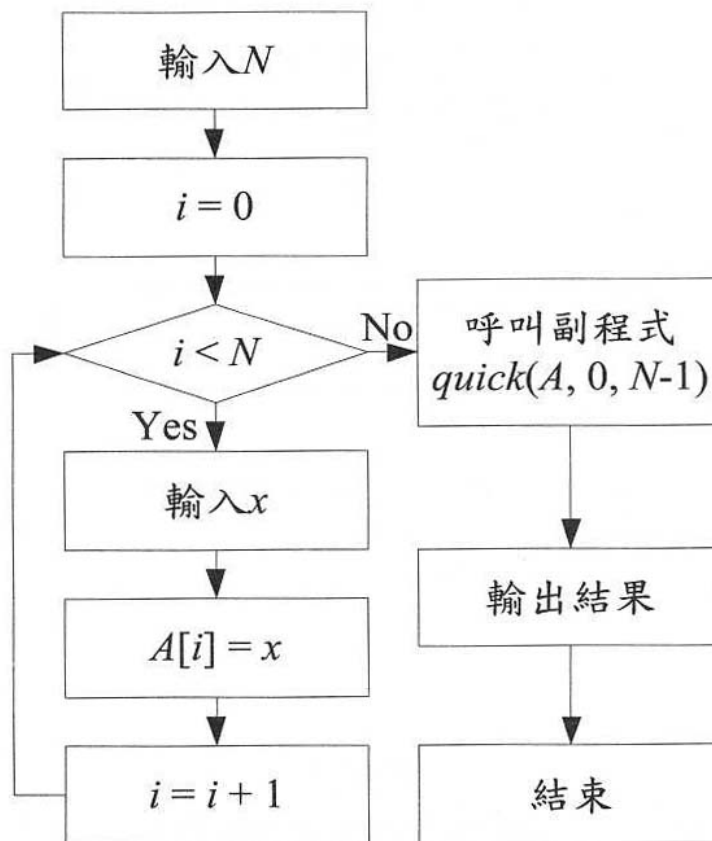 輸入N
i = 0
i < N
No
Yes
輸入x
A[i] = x
i = i + 1
呼叫副程式
quick(A, 0, N-1)
輸出結果
結束